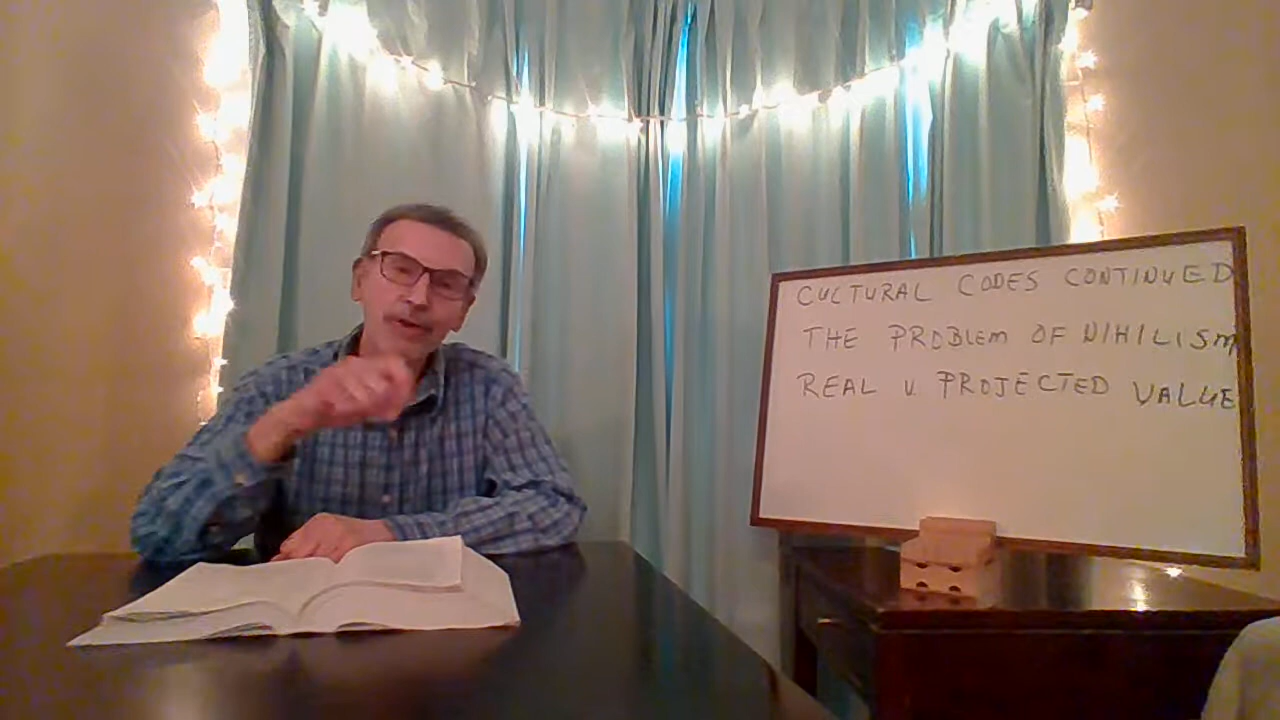 CULTURAL CODES CONTINUED
THE PROBLEM OF NIHILISM
REAL V. PROJECTED VALUE